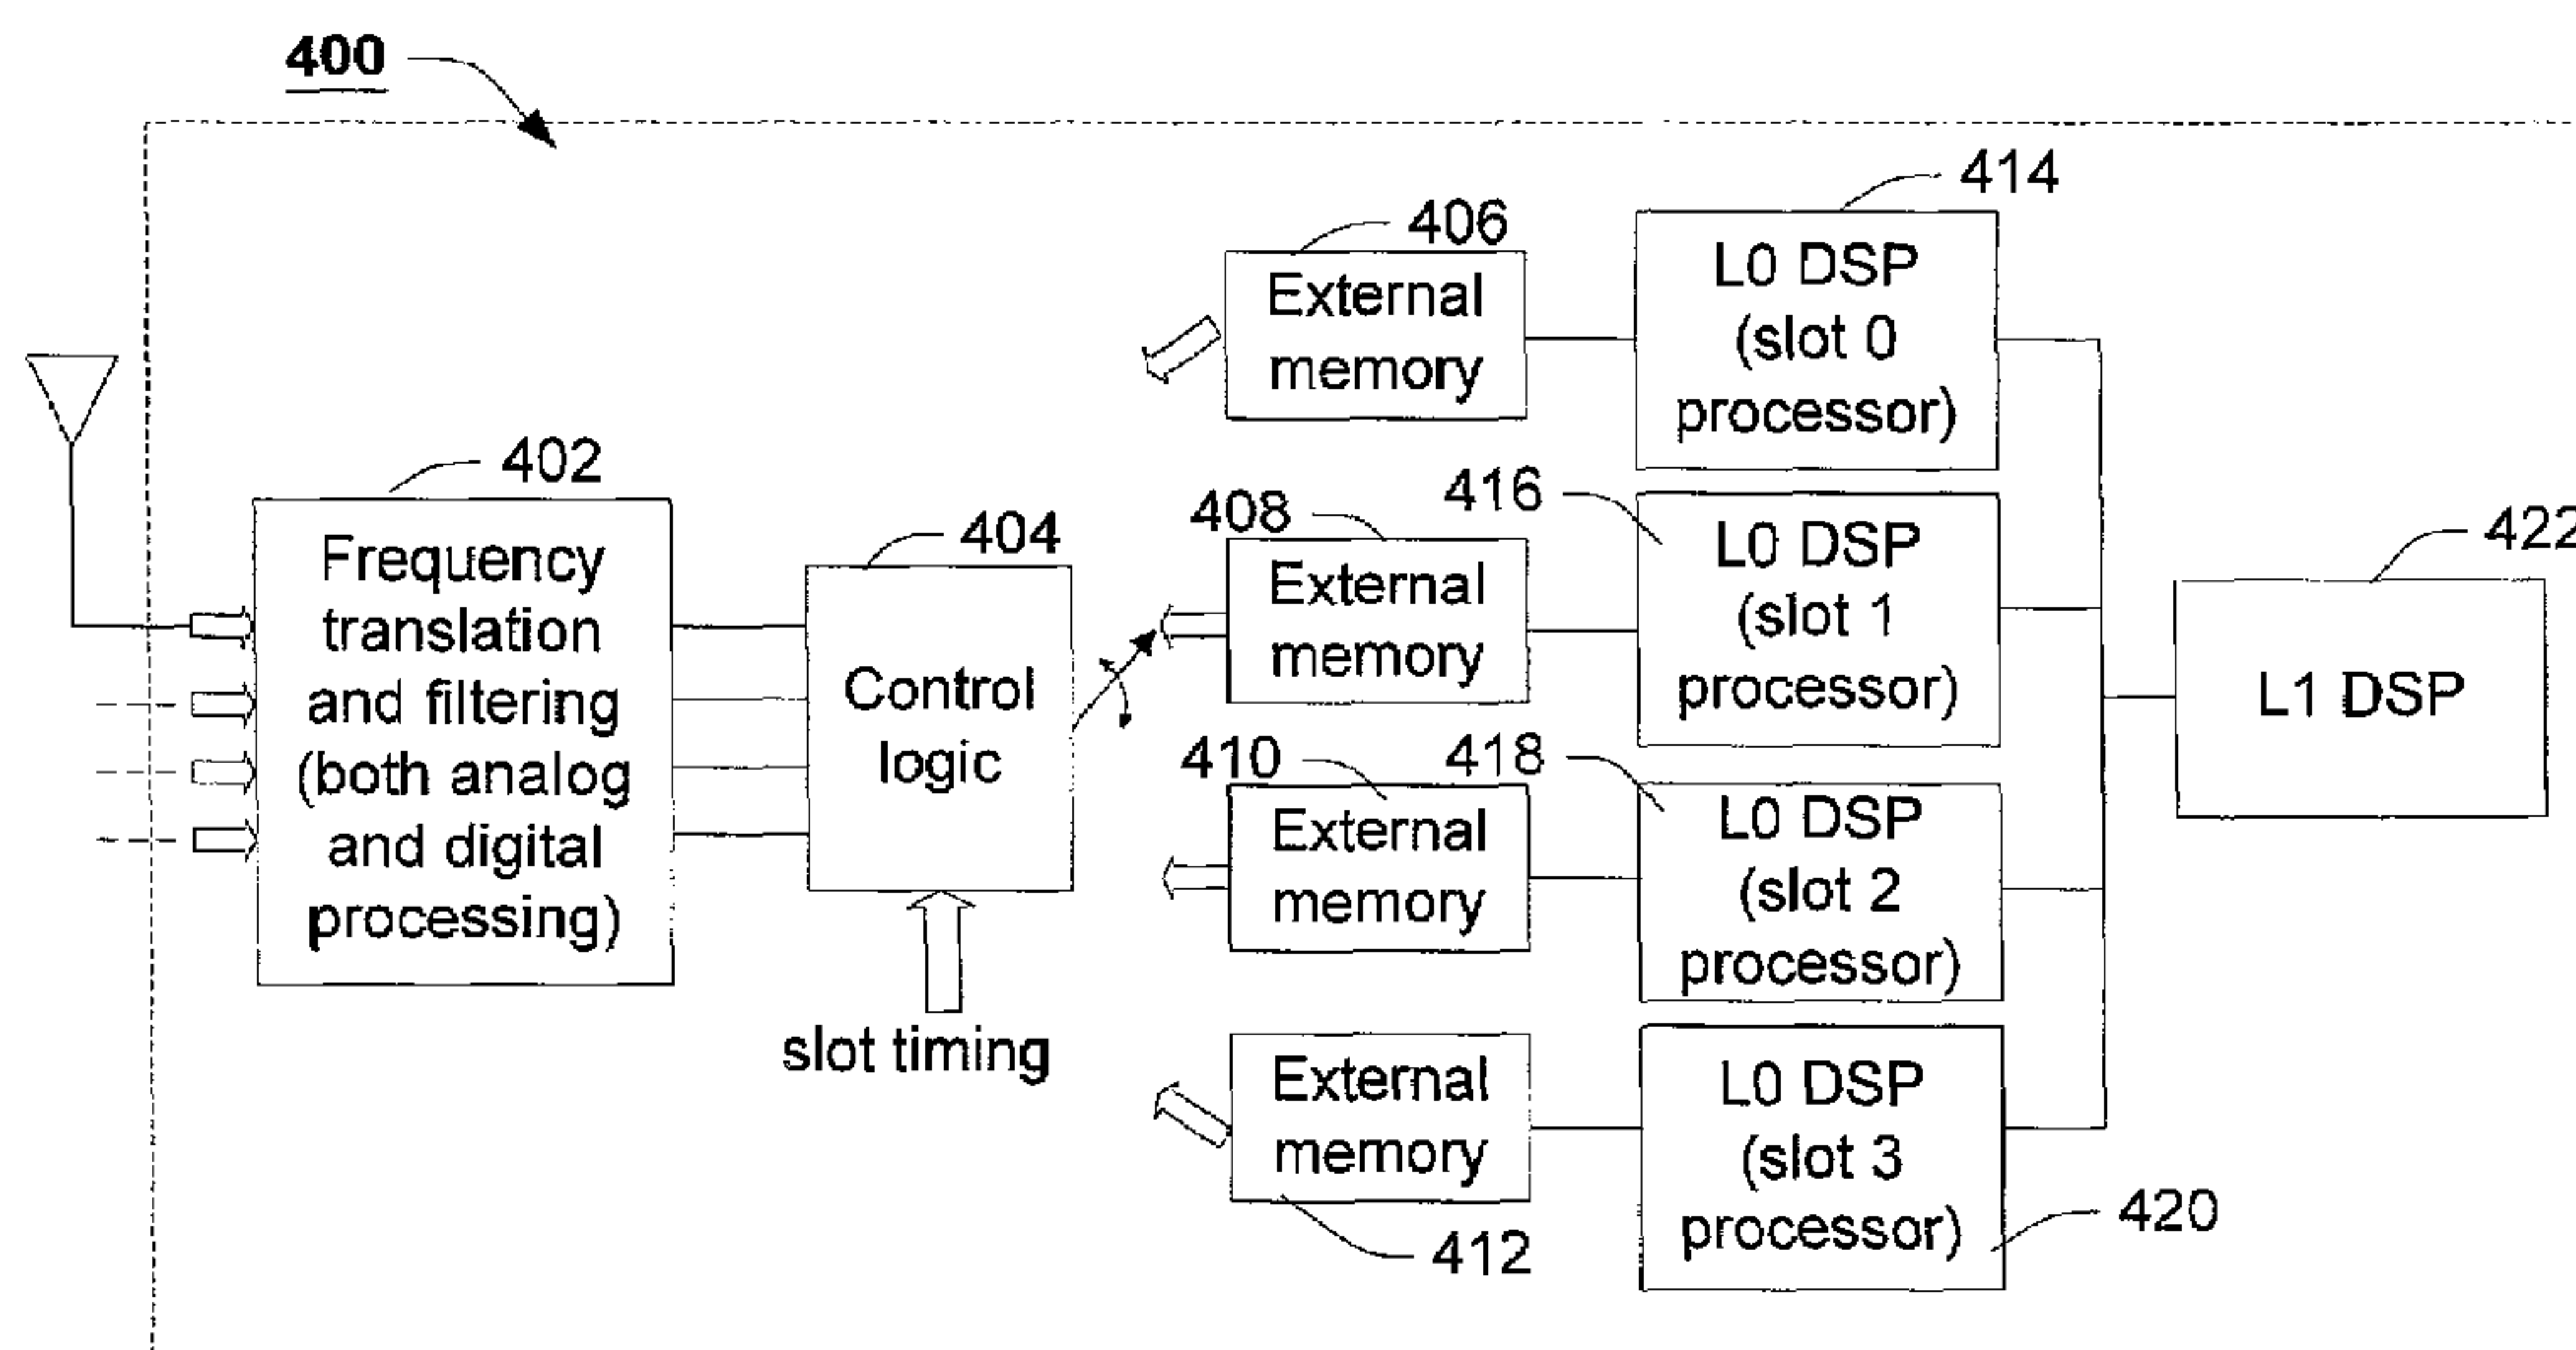 400
414
406
L0 DSP
(slot 0
processor)
External
memory
402
416
408
404
L0 DSP
(slot 1
processor)
422
Frequency
translation
and filtering
(both analog
and digital
processing)
Control
logic
External
memory
L1 DSP
410
418
External
memory
L0 DSP
(slot 2
processor)
slot timing
External
memory
L0 DSP
(slot 3
processor)
412
420